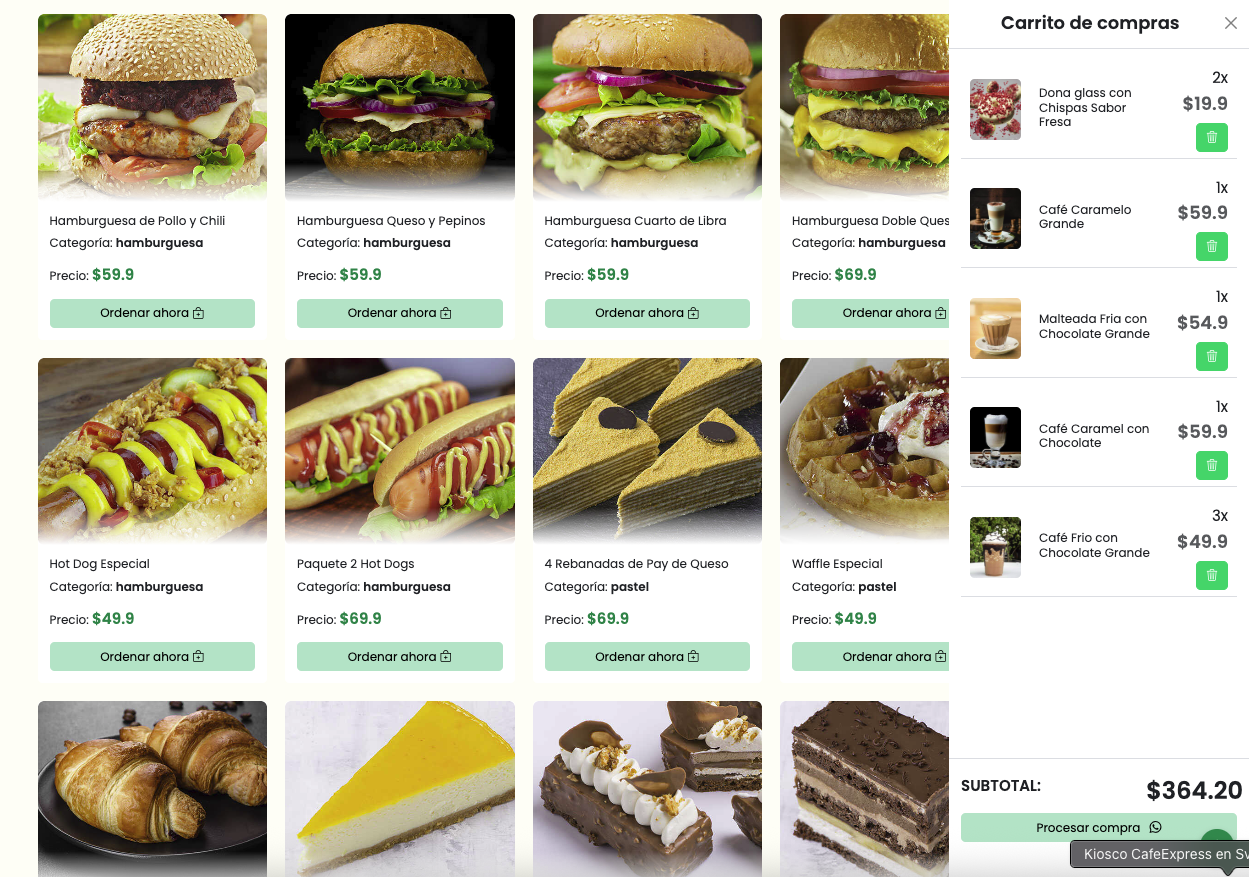 Hamburguesa de Pollo y Chili
Categoría: hamburguesa
Precio: $59.9
Ordenar ahora
Hamburguesa Queso y Pepinos
Categoría: hamburguesa
Precio: $59.9
Ordenar ahora
Hamburguesa Cuarto de Libra
Categoría: hamburguesa
Precio: $59.9
Ordenar ahora
Hamburguesa Doble Ques
Categoría: hamburguesa
Precio: $69.9
Ordenar ahora
Hot Dog Especial
Categoría: hamburguesa
Precio: $49.9
Ordenar ahora
Paquete 2 Hot Dogs
Categoría: hamburguesa
Precio: $69.9
Ordenar ahora
4 Rebanadas de Pay de Queso
Categoría: pastel
Precio: $69.9
Ordenar ahora
Waffle Especial
Categoría: pastel
Precio: $49.9
Ordenar ahora
Carrito de compras
Dona glass con
Chispas Sabor
Fresa
2x
$19.9
Café Caramelo
Grande
1x
$59.9
Malteada Fria con
Chocolate Grande
1x
$54.9
Café Caramel con
Chocolate
1x
$59.9
Café Frio con
Chocolate Grande
3x
$49.9
SUBTOTAL:
$364.20
Procesar compra
Kiosco CafeExpress en Sv